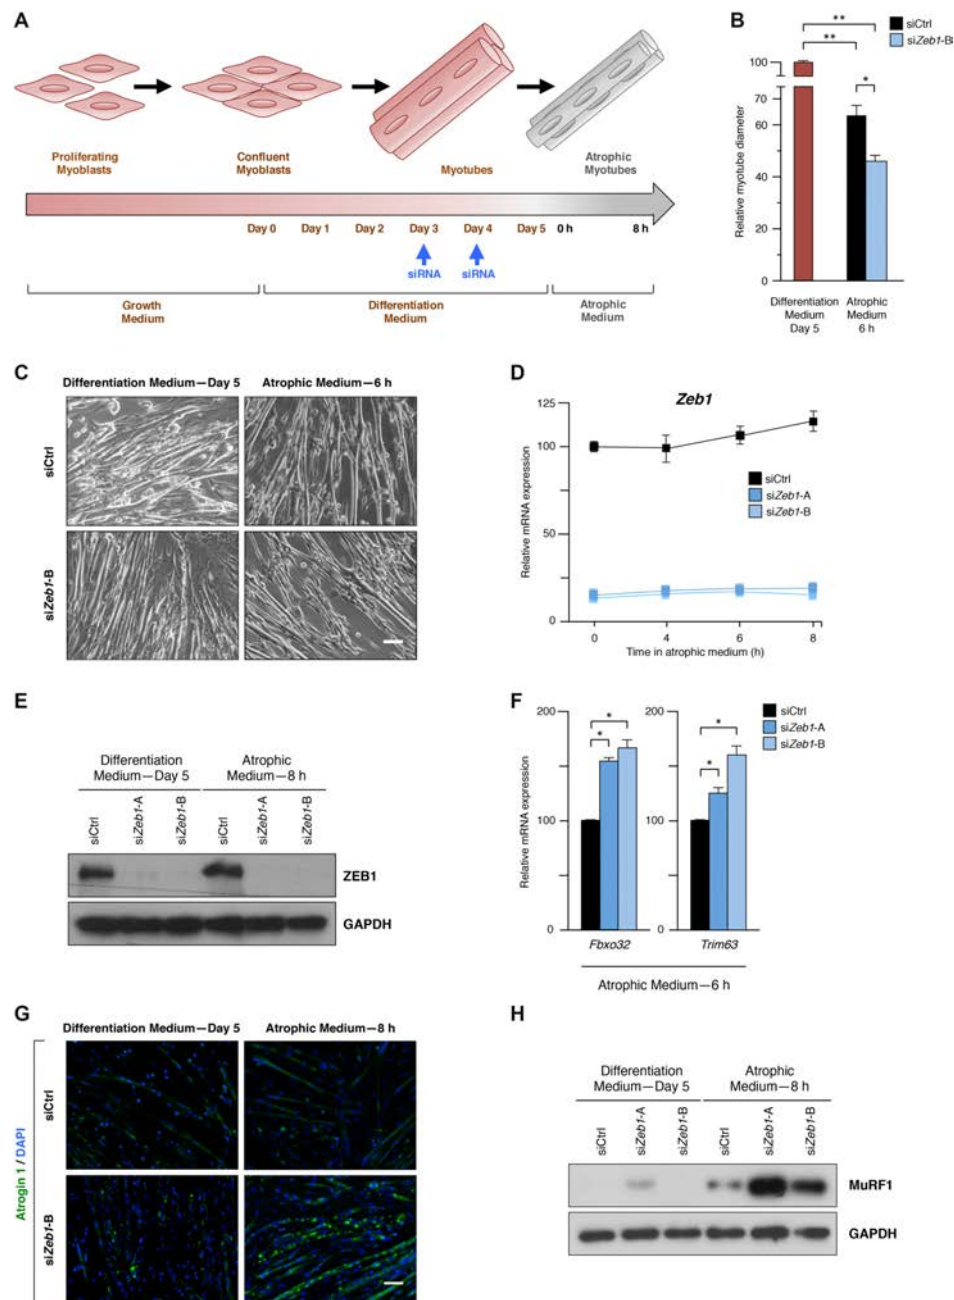 A
Proliferating
Myoblasts
Confluent
Myoblasts
Myotubes
Atrophic
Myotubes
Day 0 Day 1 Day 2 Day 3 Day 4 Day 5 0 h 8 h
siRNA siRNA
Growth
Medium
Differentiation
Medium
Atrophic
Medium
B
siCtrl
siZeb1-B
** 
**
*
Relative myotube diameter
100
80
60
60
40
20
0
Differentiation
Medium
Day 5
Atrophic
Medium
6 h
C
Differentiation Medium—Day 5 Atrophic Medium—6 h
siCtrl
siZeb1-B
D
Zeb1
Relative mRNA expression
125
100
50
0
siCtrl
siZeb1-A
siZeb1-B
0 4 6 8
Time in atrophic medium (h)
E
Differentiation
Medium—Day 5
Atrophic
Medium—8 h
siCtrl siZeb1-A siZeb1-B siCtrl siZeb1-A siZeb1-B
ZEB1
GAPDH
F
siCtrl
siZeb1-A
siZeb1-B
Relative mRNA expression
200
100
0
*
*
Fbxo32
200
100
0
*
*
Trim63
Atrophic Medium—6 h
G
Differentiation Medium—Day 5 Atrophic Medium—8 h
Atrogin 1 / DAPI
siCtrl
siZeb1-B
H
Differentiation
Medium—Day 5
Atrophic
Medium—8 h
siCtrl siZeb1-A siZeb1-B siCtrl siZeb1-A siZeb1-B
MuRF1
GAPDH